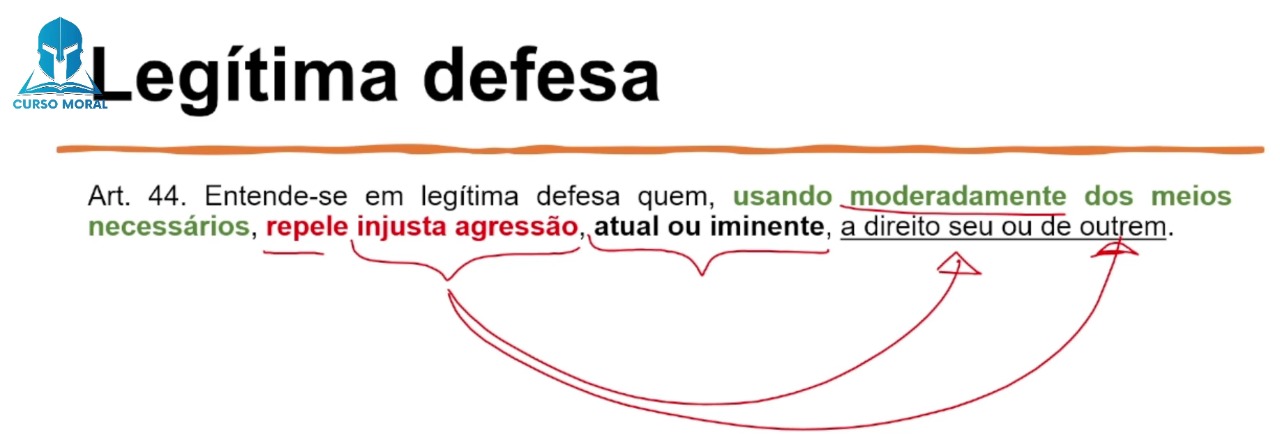 Legítima defesa
CURSO MORAL
Art. 44. Entende-se em legítima defesa quem, usando moderadamente dos meios
necessários, repele injusta agressão, atual ou iminente, a direito seu ou de outrem.